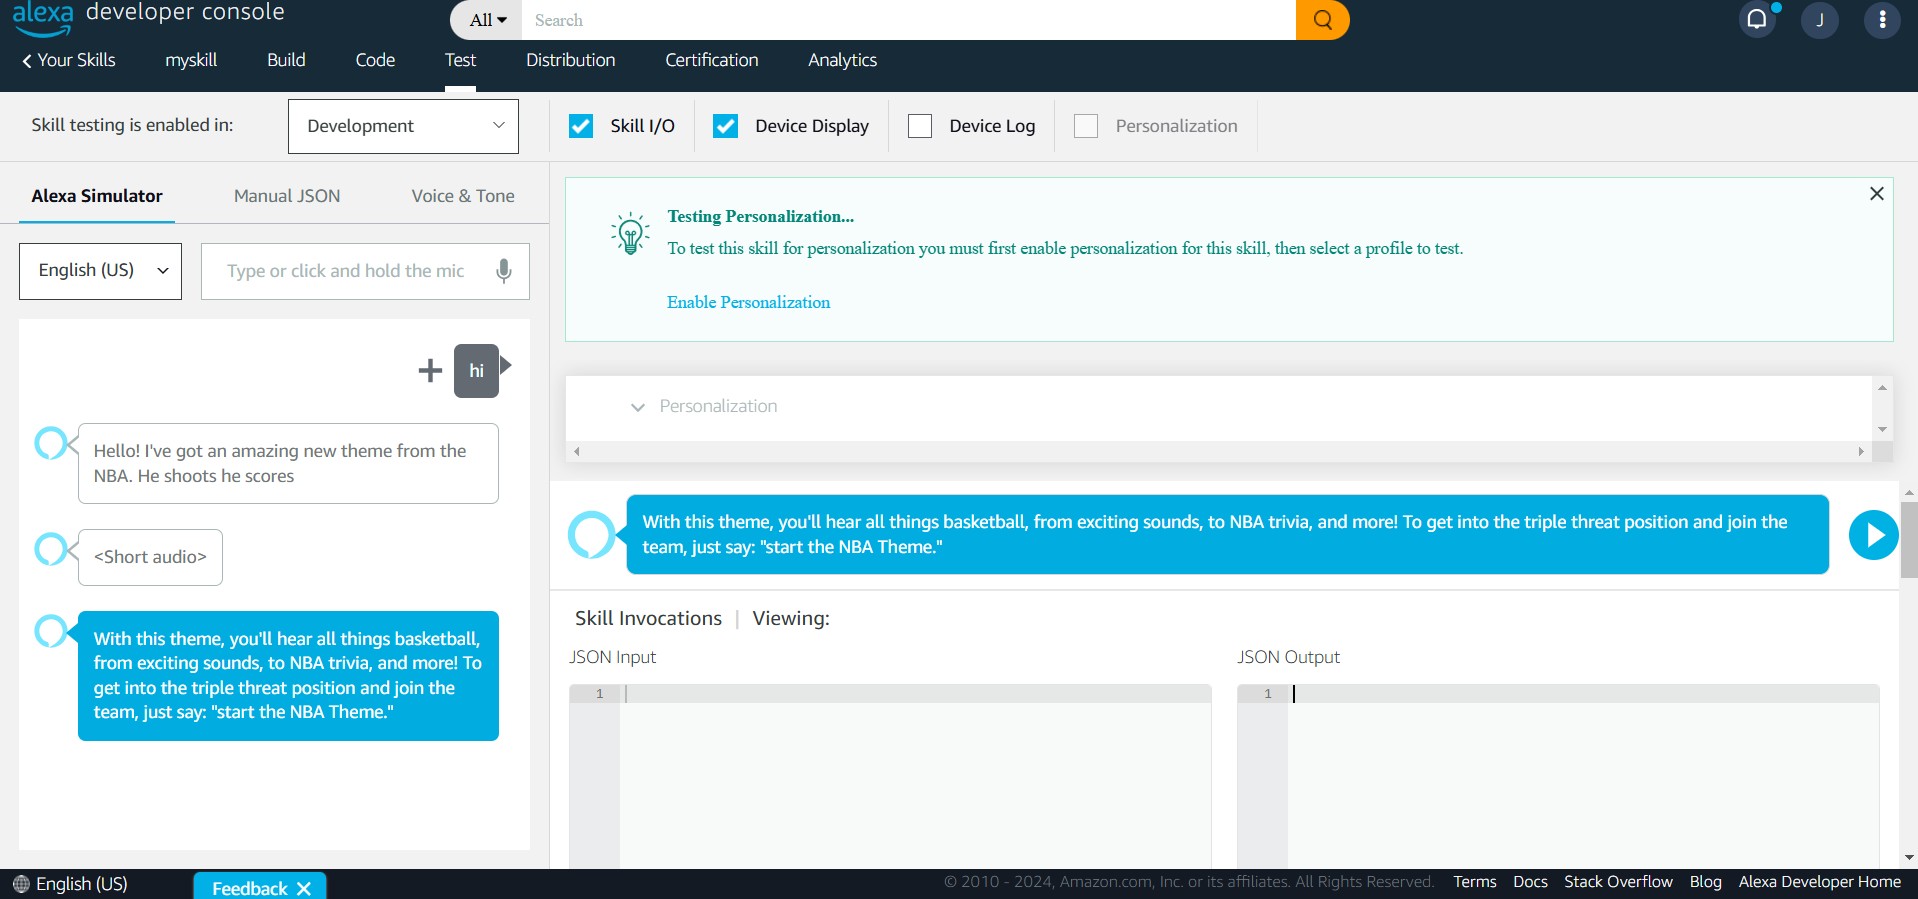 alexa developer console
All
Search
J
Your Skills
myskill
Build
Code
Test
Distribution
Certification
Analytics
Skill testing is enabled in:
Development
Skill I/O
Device Display
Device Log
Personalization
Alexa Simulator
Manual JSON
Voice & Tone
English (US)
Type or click and hold the mic
hi
Hello! I've got an amazing new theme from the
NBA. He shoots he scores
<Short audio>
With this theme, you'll hear all things basketball,
from exciting sounds, to NBA trivia, and more! To
get into the triple threat position and join the
team, just say: "start the NBA Theme."
Testing Personalization...
To test this skill for personalization you must first enable personalization for this skill, then select a profile to test.
Enable Personalization
Personalization
With this theme, you'll hear all things basketball, from exciting sounds, to NBA trivia, and more! To get into the triple threat position and join the
team, just say: "start the NBA Theme."
Skill Invocations | Viewing:
JSON Input
1
JSON Output
1
English (US)
Feedback
© 2010 - 2024, Amazon.com, Inc. or its affiliates. All Rights Reserved.
Terms
Docs
Stack Overflow
Blog
Alexa Developer Home